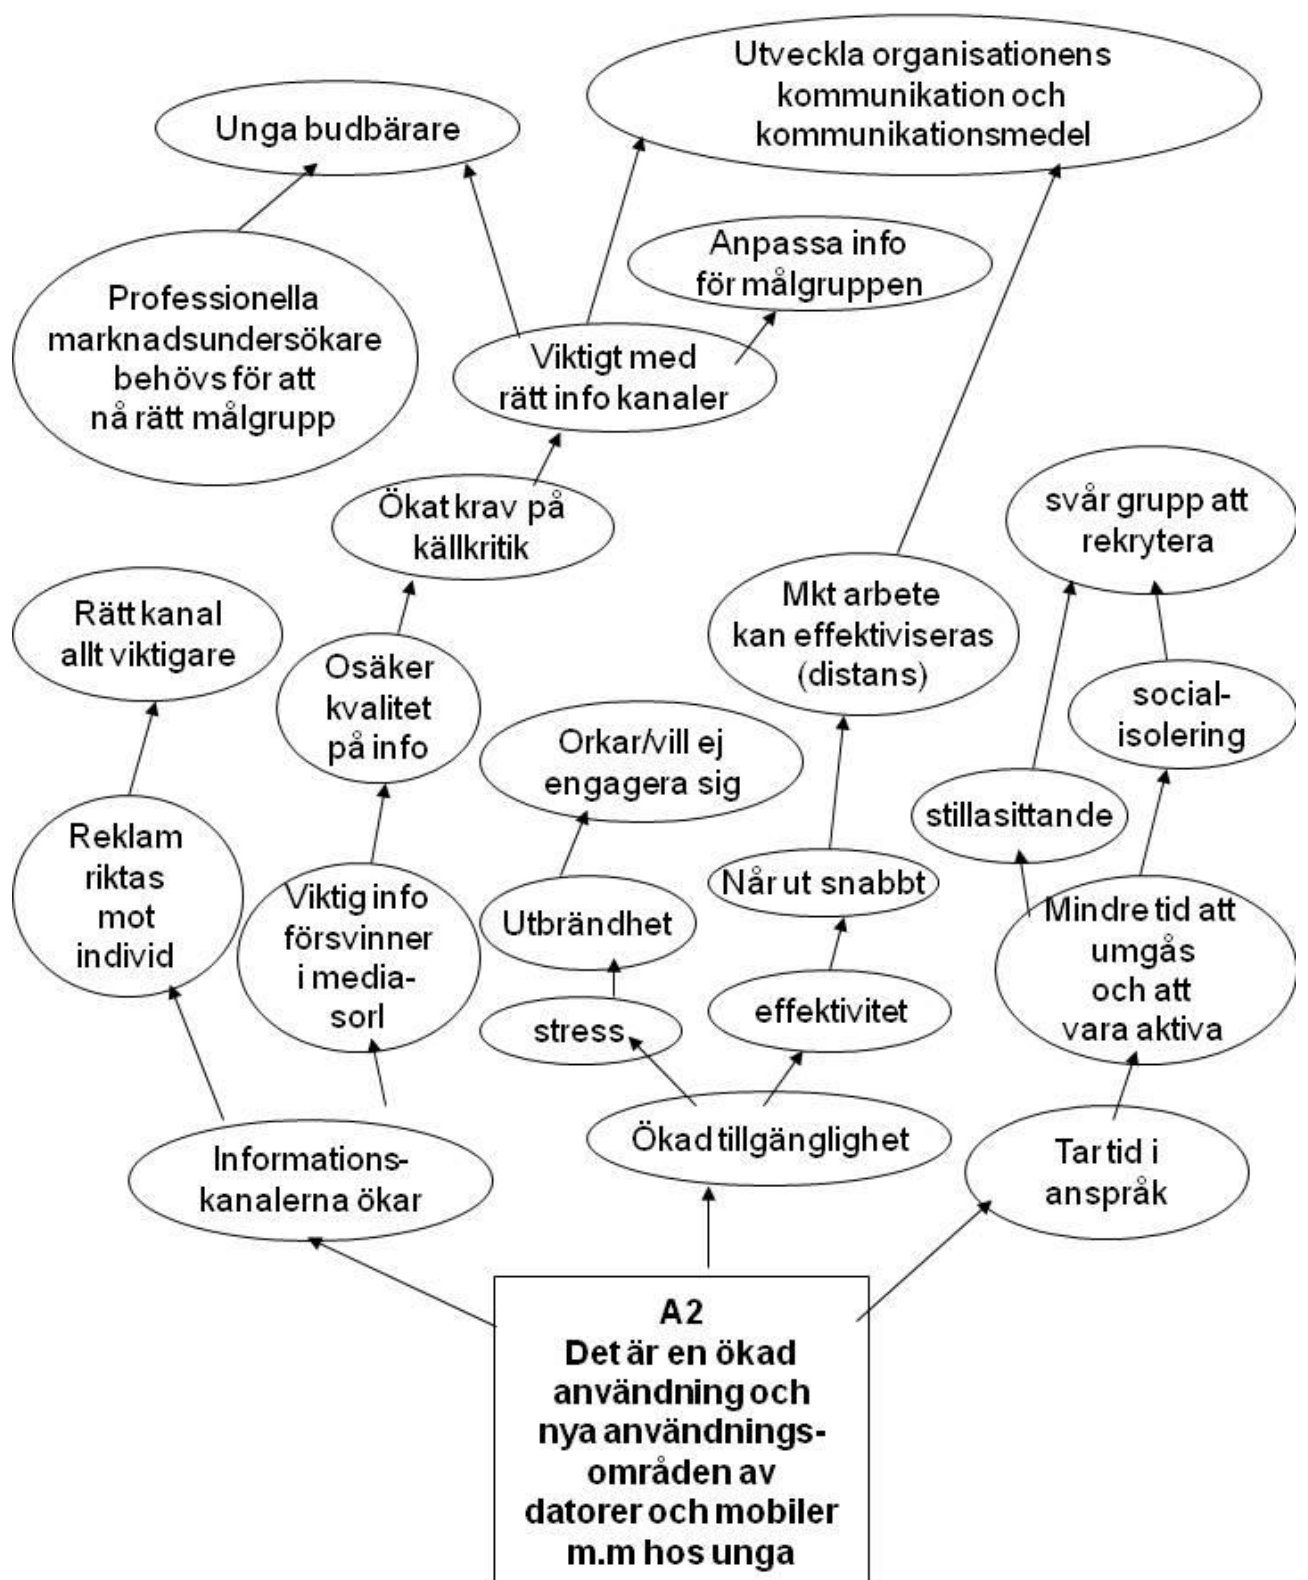 Utveckla organisationens
kommunikation och
kommunikationsmedel
Unga budbärare
Anpassa info
för målgruppen
Professionella
marknadsundersökare
behövs för att
nå rätt målgrupp
Viktigt med
rätt info kanaler
Ökat krav på
källkritik
svår grupp att
rekrytera
Mkt arbete
kan effektiviseras
(distans)
Rätt kanal
allt viktigare
Osäker
kvalitet
på info
social-
isolering
Orkar/vill ej
engagera sig
stillasittande
Reklam
riktas
mot
individ
Viktig info
försvinner
i media-
sorl
Utbrändhet
Når ut snabbt
Mindre tid att
umgås
och att
vara aktiva
stress
effektivitet
Informations-
kanalerna ökar
Ökad tillgänglighet
Tar tid i
anspråk
A2
Det är en ökad
användning och
nya användnings-
områden av
datorer och mobiler
m.m hos unga